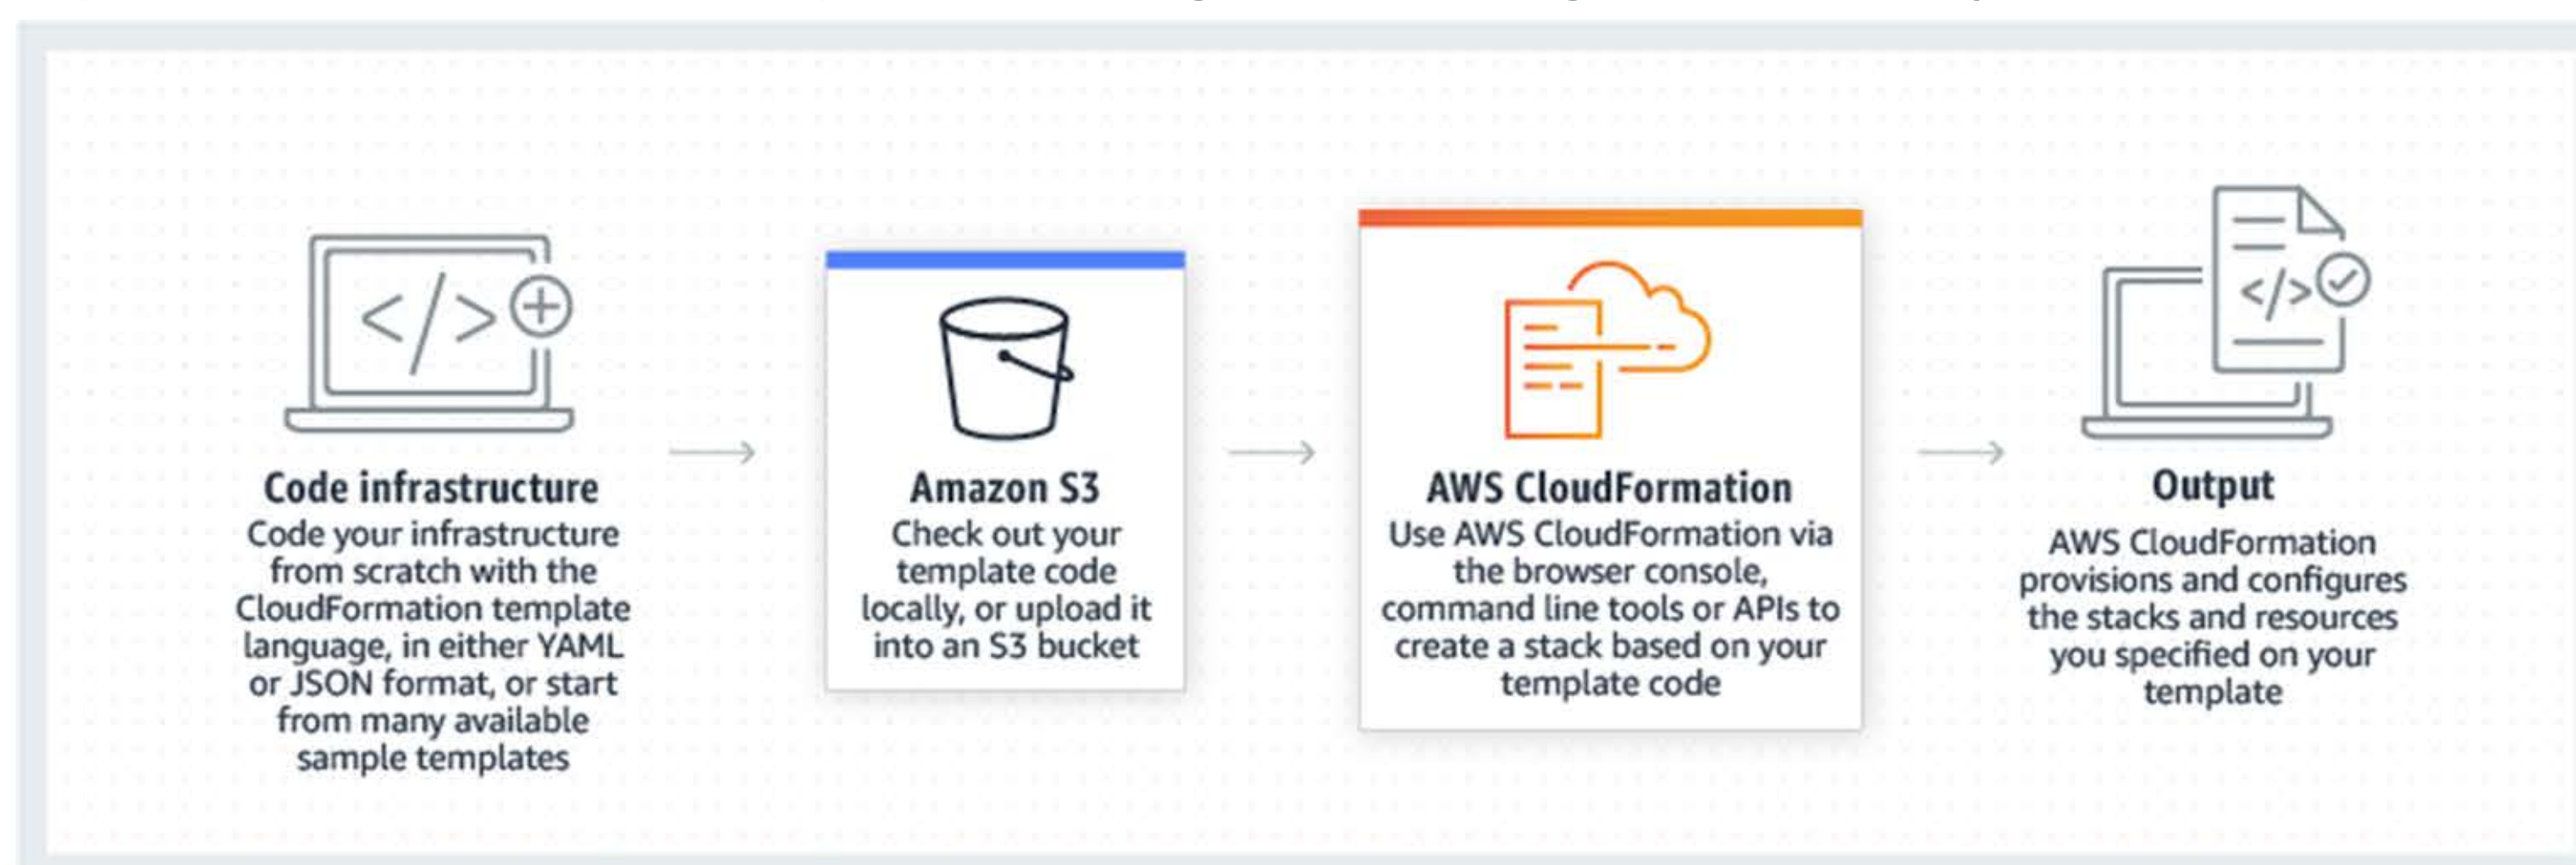 Code infrastructure
Code your infrastructure
from scratch with the
CloudFormation template
language, in either YAML
or JSON format, or start
from many available
sample templates
Amazon S3
Check out your
template code
locally, or upload it
into an S3 bucket
AWS CloudFormation
Use AWS CloudFormation via
the browser console,
command line tools or APIs to
create a stack based on your
template code
</>
Output
AWS CloudFormation
provisions and configures
the stacks and resources
you specified on your
template